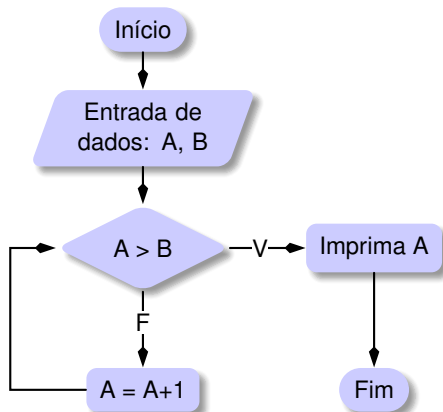 Início
Entrada de
dados: A, B
A > B
V
Imprima A
F
A = A+1
Fim